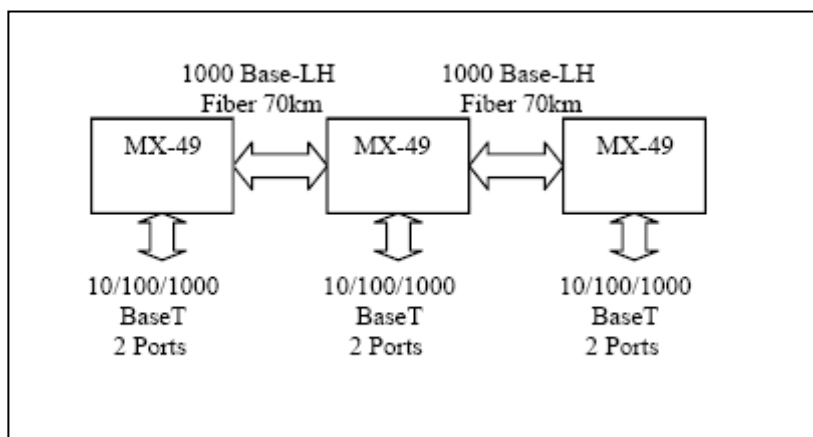 1000 Base-LH
Fiber 70km
1000 Base-LH
Fiber 70km
MX-49
MX-49
MX-49
10/100/1000
BaseT
2 Ports
10/100/1000
BaseT
2 Ports
10/100/1000
BaseT
2 Ports